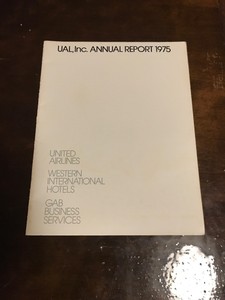 UAL, Inc. ANNUAL REPORT 1975
UNITED
AIRLINES
WESTERN
INTERNATIONAL
HOTELS
GAB
BUSINESS
SERVICES